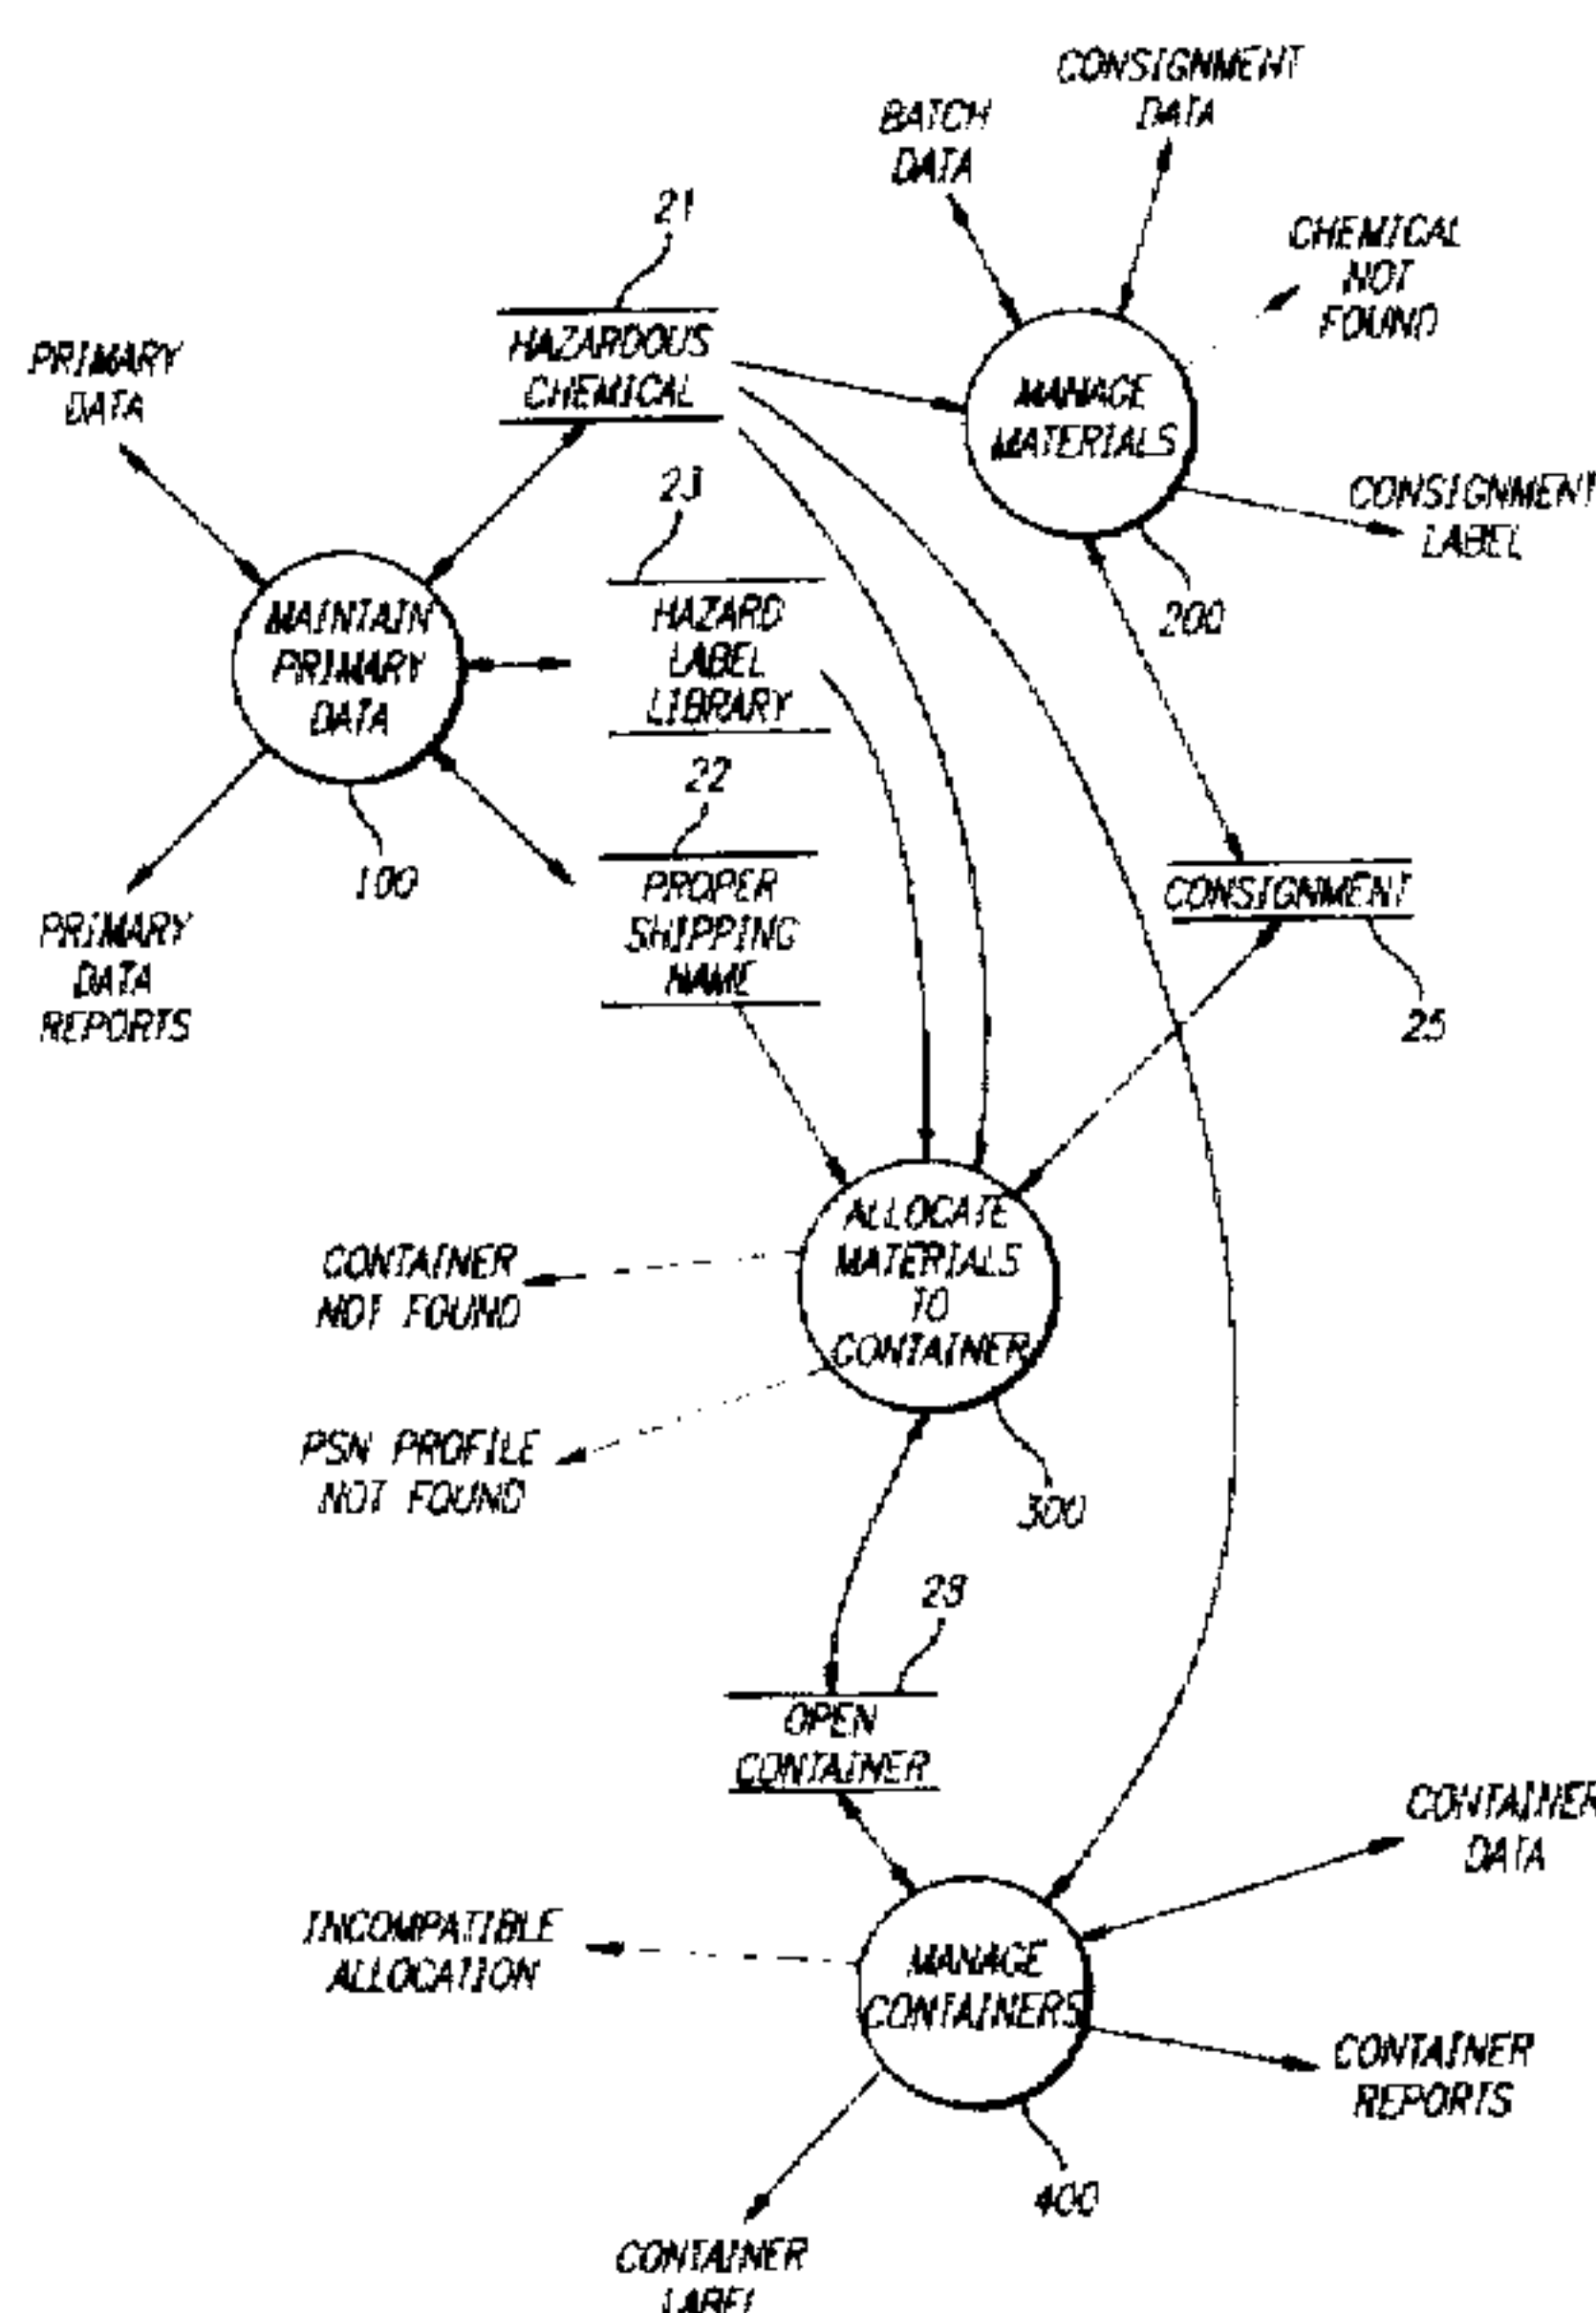 CONSIGNMENT
DATA
BATCH
DATA
21
CHEMICAL
NOT
FOUND
HAZARDOUS
CHEMICAL
PRIMARY
DATA
MANAGE
MATERIALS
23
CONSIGNMENT
LABEL
HAZARD
LABEL
LIBRARY
200
MAINTAIN
PRIMARY
DATA
22
100
PROPER
SHIPPING
NAME
CONSIGNMENT
PRIMARY
DATA
REPORTS
25
ALLOCATE
MATERIALS
TO
CONTAINER
CONTAINER
NOT FOUND
PSN PROFILE
NOT FOUND
300
28
OPEN
CONTAINER
CONTAINER
DATA
INCOMPATIBLE
ALLOCATION
MANAGE
CONTAINERS
CONTAINER
REPORTS
400
CONTAINER
LABEL